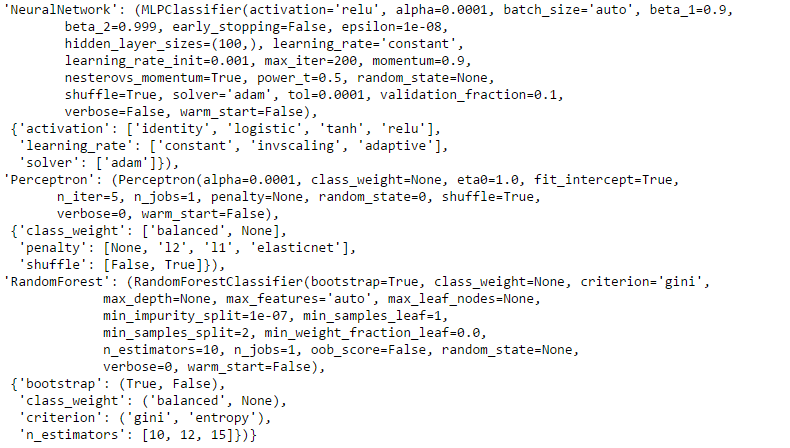 'NeuralNetwork': (MLPClassifier(activation='relu', alpha=0.0001, batch_size='auto', beta_1=0.9,
beta_2=0.999, early_stopping=False, epsilon=1e-08,
hidden_layer_sizes=(100,), learning_rate='constant',
learning_rate_init=0.001, max_iter=200, momentum=0.9,
nesterovs_momentum=True, power_t=0.5, random_state=None,
shuffle=True, solver='adam', tol=0.0001, validation_fraction=0.1,
verbose=False, warm_start=False),
{'activation': ['identity', 'logistic', 'tanh', 'relu'],
'learning_rate': ['constant', 'invscaling', 'adaptive'],
'solver': ['adam']}),
'Perceptron': (Perceptron(alpha=0.0001, class_weight=None, eta0=1.0, fit_intercept=True,
n_iter=5, n_jobs=1, penalty=None, random_state=0, shuffle=True,
verbose=0, warm_start=False),
{'class_weight': ['balanced', None],
'penalty': [None, 'l2', 'l1', 'elasticnet'],
'shuffle': [False, True]}),
'RandomForest': (RandomForestClassifier(bootstrap=True, class_weight=None, criterion='gini',
max_depth=None, max_features='auto', max_leaf_nodes=None,
min_impurity_split=1e-07, min_samples_leaf=1,
min_samples_split=2, min_weight_fraction_leaf=0.0,
n_estimators=10, n_jobs=1, oob_score=False, random_state=None,
verbose=0, warm_start=False),
{'bootstrap': (True, False),
'class_weight': ('balanced', None),
'criterion': ('gini', 'entropy'),
'n_estimators': [10, 12, 15]})}